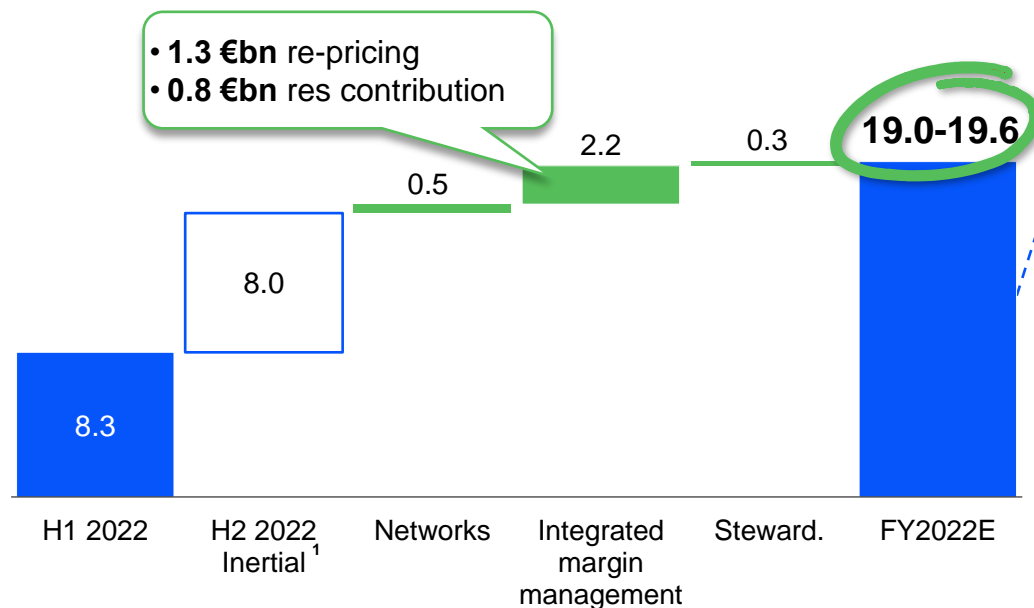 • 1.3 €bn re-pricing
• 0.8 €bn res contribution
19.0-19.6
2.2
0.3
0.5
8.0
8.3
H1 2022
H2 2022
Inertial 1
Networks
Integrated
margin
management
Steward.
FY2022E